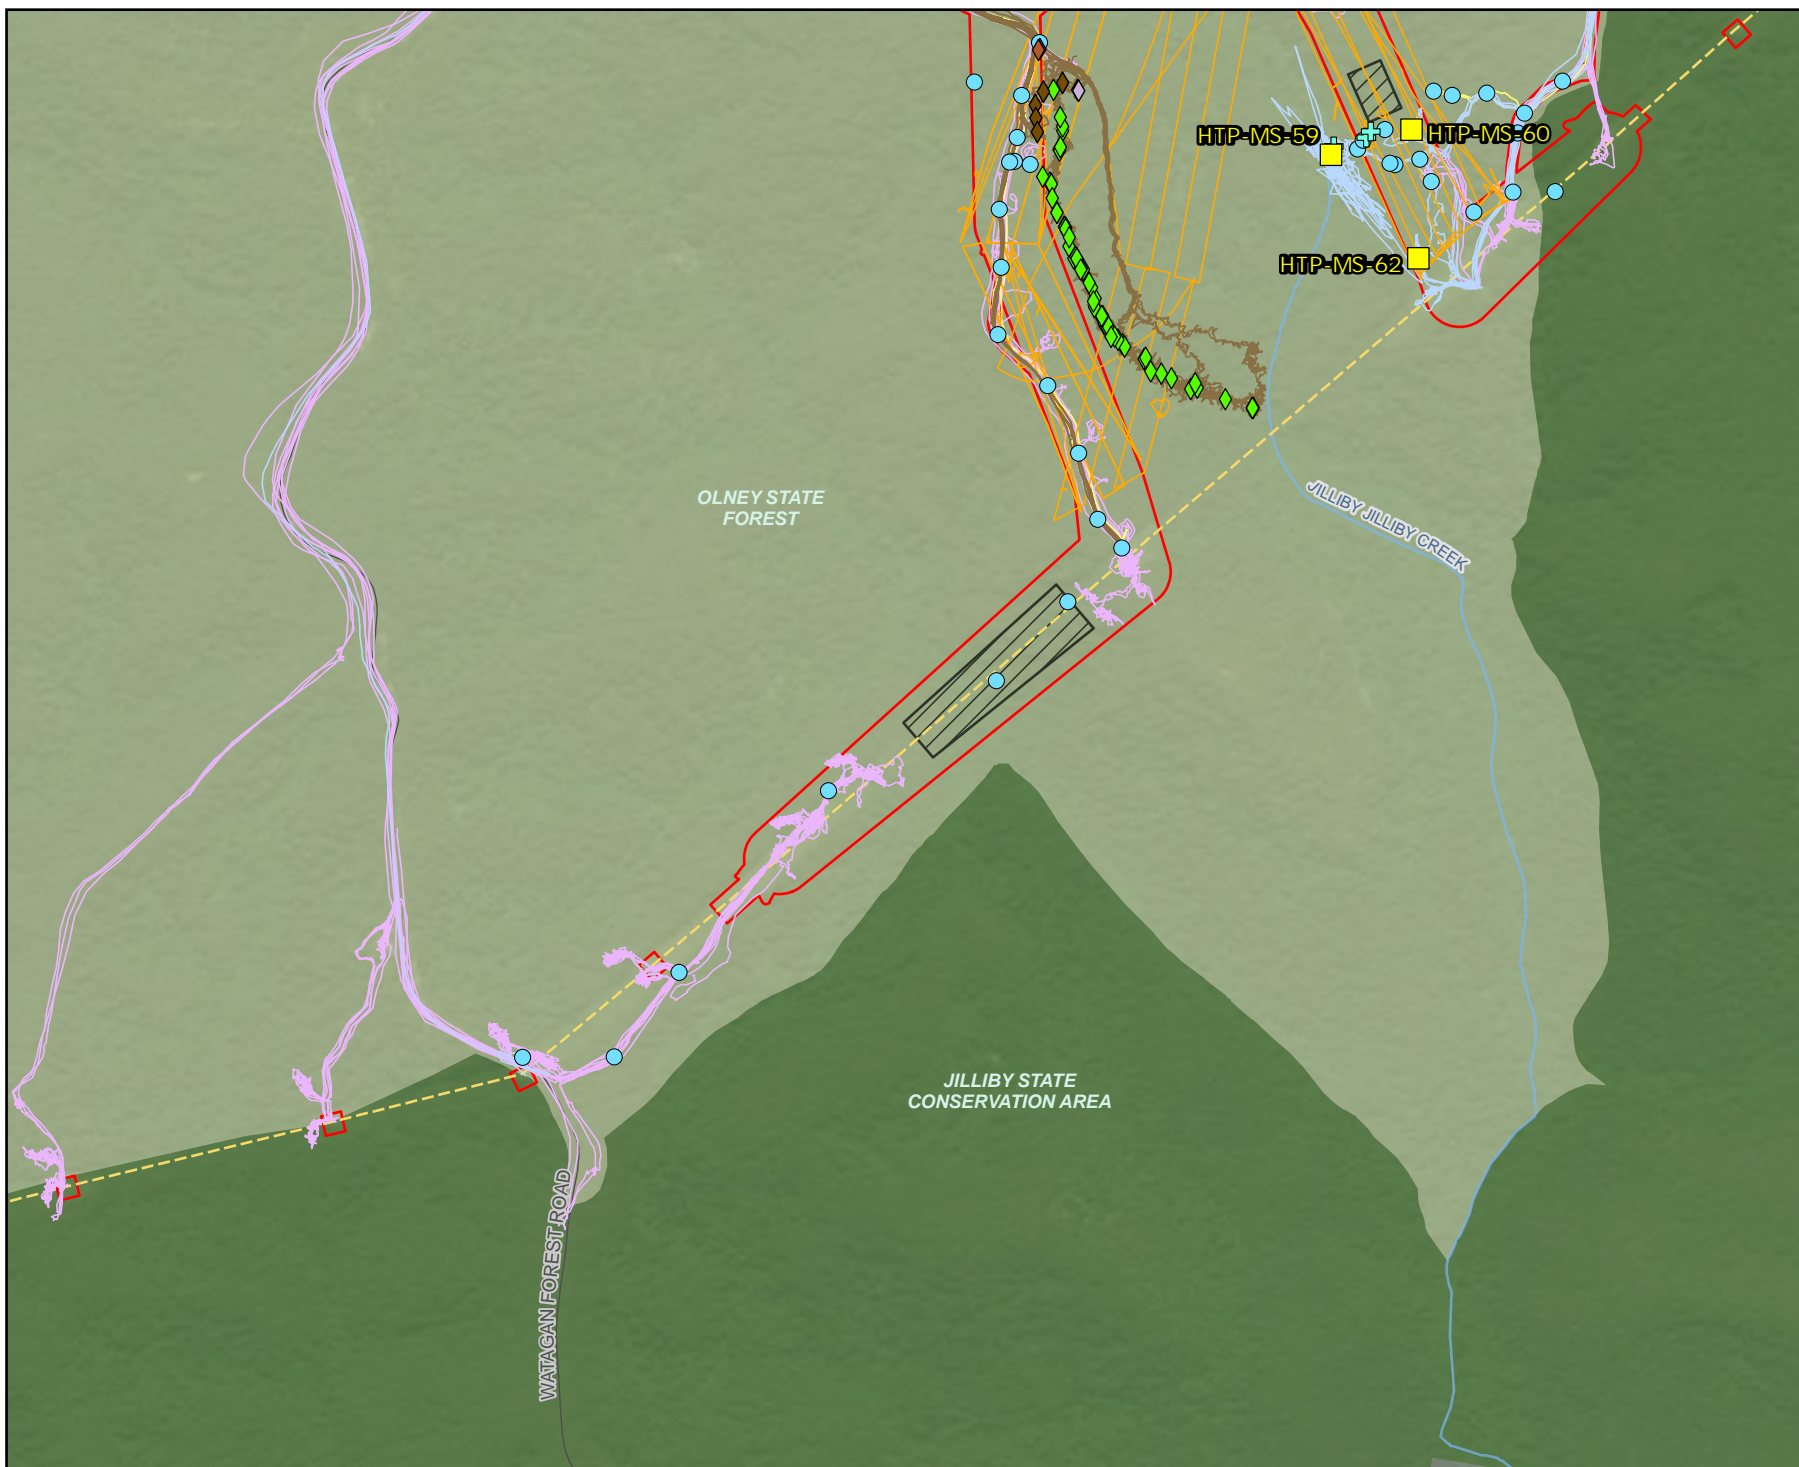 HTP-MS-59
HTP-MS-60
HTP-MS-62
OLNEY STATE
FOREST
JILLIBY JILLIBY CREEK
JILLIBY STATE
CONSERVATION AREA
WATAGAN FOREST ROAD